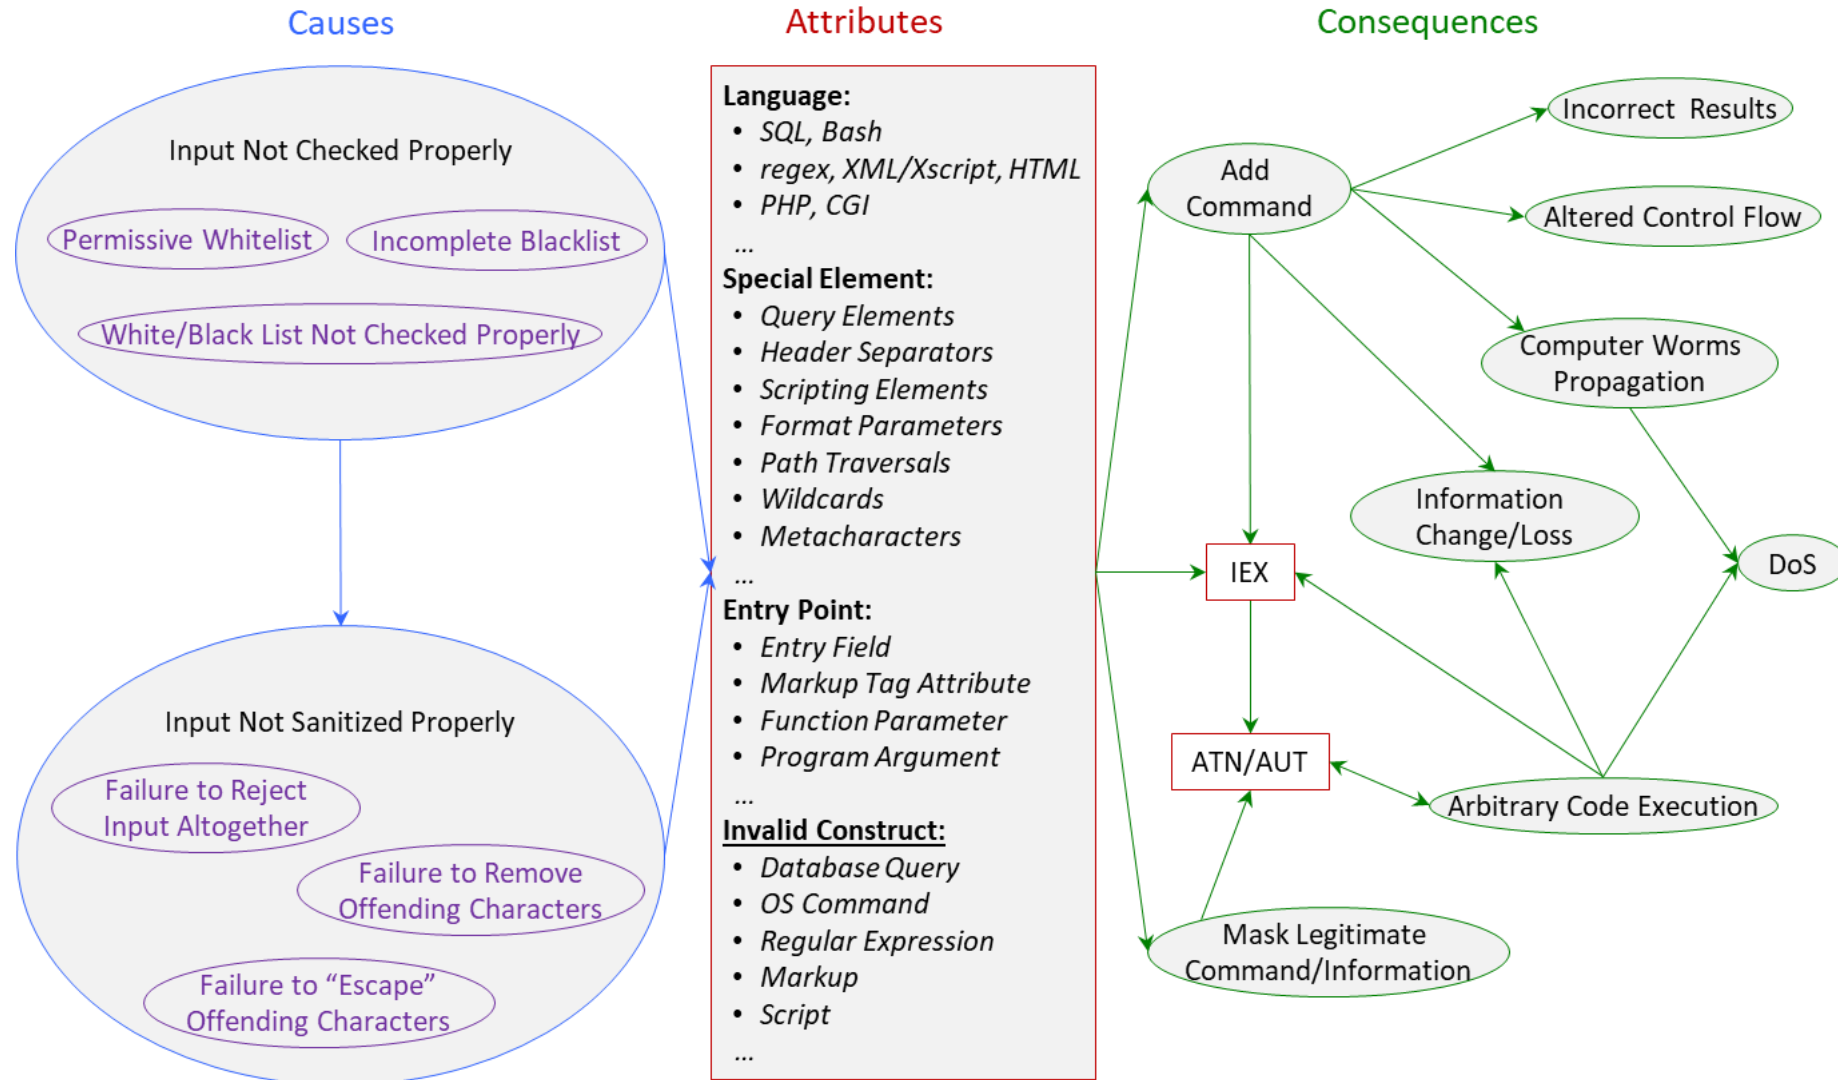 Causes
Input Not Checked Properly
Permissive Whitelist
Incomplete Blacklist
White/Black List Not Checked Properly
Input Not Sanitized Properly
Failure to Reject
Input Altogether
Failure to Remove
Offending Characters
Failure to “Escape”
Offending Characters
Attributes
Language:
• SQL, Bash
• regex, XML/Xscript, HTML
• PHP, CGI
...
Special Element:
• Query Elements
• Header Separators
• Scripting Elements
• Format Parameters
• Path Traversals
• Wildcards
• Metacharacters
...
Entry Point:
• Entry Field
• Markup Tag Attribute
• Function Parameter
• Program Argument
...
Invalid Construct:
• Database Query
• OS Command
• Regular Expression
• Markup
• Script
...
Consequences
Incorrect Results
Add
Command
Altered Control Flow
Computer Worms
Propagation
Information
Change/Loss
DoS
IEX
ATN/AUT
Arbitrary Code Execution
Mask Legitimate
Command/Information